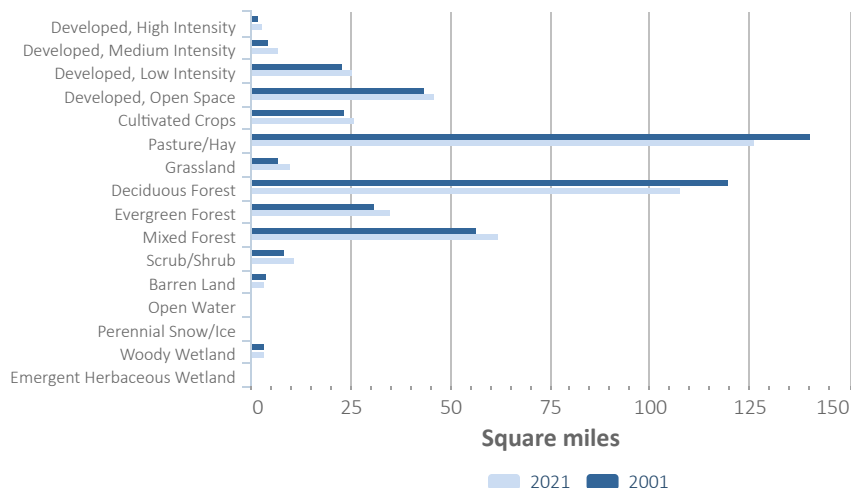 Developed, High Intensity
Developed, Medium Intensity
Developed, Low Intensity
Developed, Open Space
Cultivated Crops
Pasture/Hay
Grassland
Deciduous Forest
Evergreen Forest
Mixed Forest
Scrub/Shrub
Barren Land
Open Water
Perennial Snow/Ice
Woody Wetland
Emergent Herbaceous Wetland
0 25 50 75 100 125 150
Square miles
2021 2001